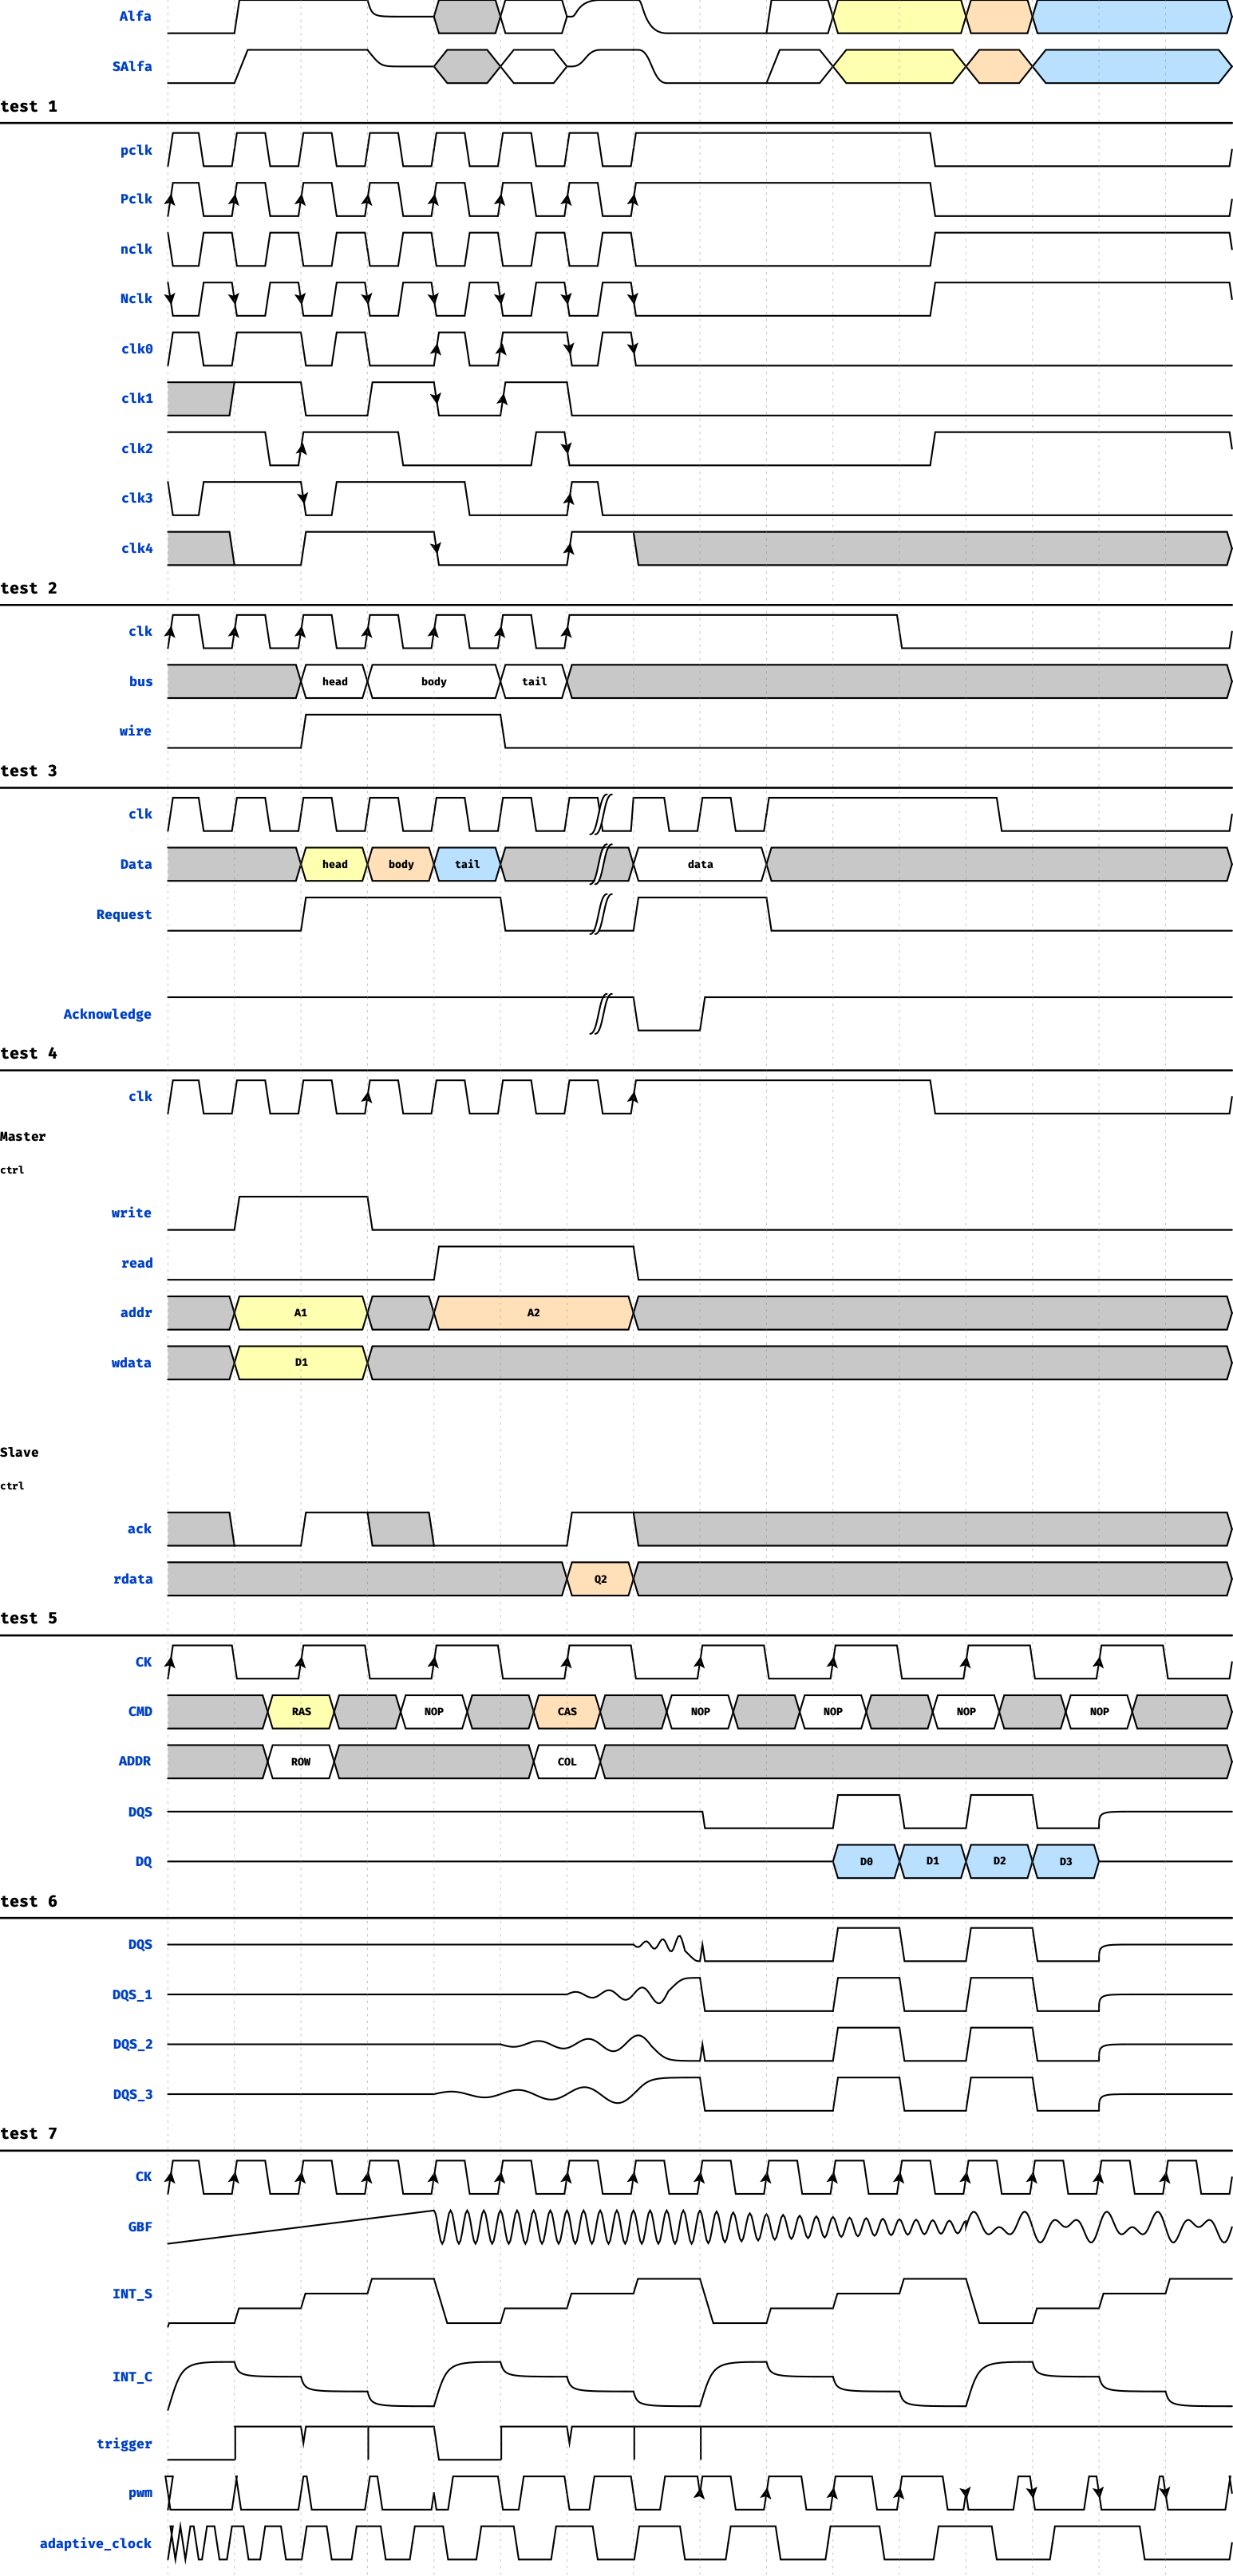 Alfa
SAlfa
test 1
pclk
Pclk
nclk
Nclk
clk0
clk1
clk2
clk3
clk4
test 2
clk
bus head body tail
wire
test 3
clk
Data head body tail data
Request
Acknowledge
test 4
clk
Master
ctrl
write
read
addr A1 A2
wdata D1
Slave
ctrl
ack
rdata Q2
test 5
CK
CMD RAS NOP CAS NOP NOP NOP NOP
ADDR ROW COL
DQS
DQ D0 D1 D2 D3
test 6
DQS
DQS_1
DQS_2
DQS_3
test 7
CK
GBF
INT_S
INT_C
trigger
pwm
adaptive_clock